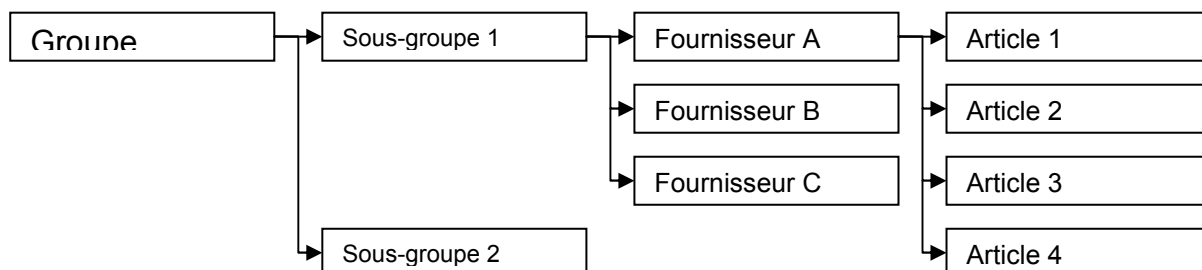 Groupe
Sous-groupe 1
Fournisseur A
Article 1
Fournisseur B
Article 2
Fournisseur C
Article 3
Sous-groupe 2
Article 4